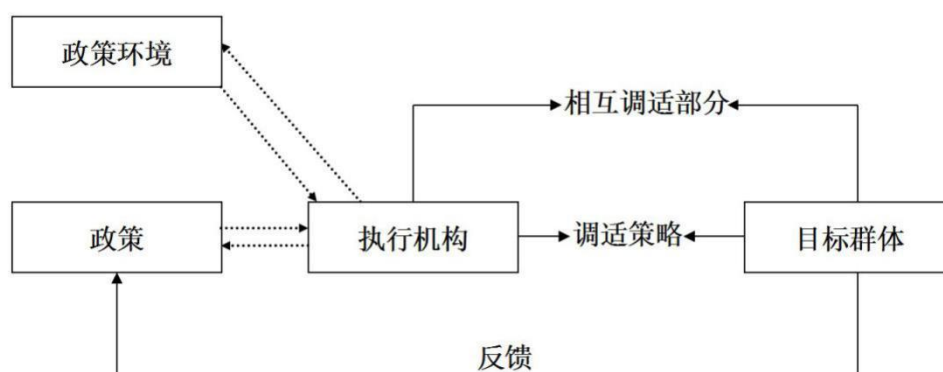 政策环境
相互调适部分
政策
执行机构
调适策略
目标群体
反馈